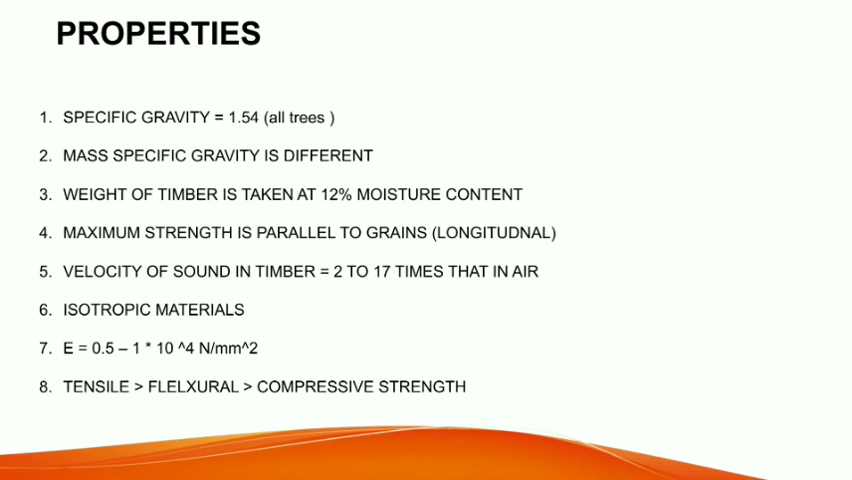 PROPERTIES
1. SPECIFIC GRAVITY = 1.54 (all trees )
2. MASS SPECIFIC GRAVITY IS DIFFERENT
3. WEIGHT OF TIMBER IS TAKEN AT 12% MOISTURE CONTENT
4. MAXIMUM STRENGTH IS PARALLEL TO GRAINS (LONGITUDNAL)
5. VELOCITY OF SOUND IN TIMBER = 2 TO 17 TIMES THAT IN AIR
6. ISOTROPIC MATERIALS
7. E = 0.5 – 1 * 10 ^4 N/mm^2
8. TENSILE > FLELXURAL > COMPRESSIVE STRENGTH